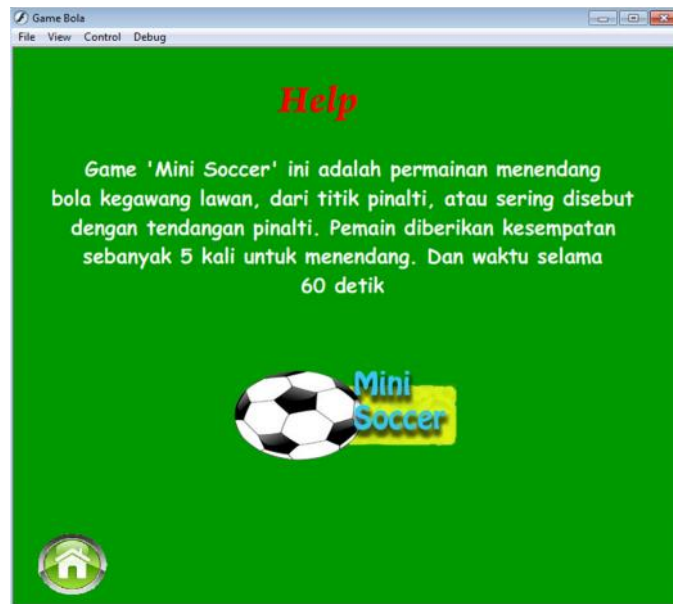 Game Bola
File View Control Debug
Help
Game 'Mini Soccer' ini adalah permainan menendang
bola kegawang lawan, dari titik pinalti, atau sering disebut
dengan tendangan pinalti. Pemain diberikan kesempatan
sebanyak 5 kali untuk menendang. Dan waktu selama
60 detik
Mini
Soccer